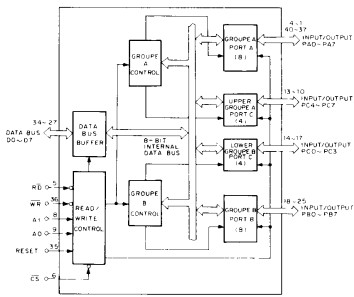 GROUPE A CONTROL
GROUPE A PORT A (8)
4~1
40~37
INPUT/OUTPUT
PA0~PA7
UPPER GROUPE A PORT C (4)
13~10
INPUT/OUTPUT
PC4~PC7
34~27
DATA BUS
D0~D7
DATA BUS BUFFER
8-BIT INTERNAL DATA BUS
LOWER GROUPE B PORT C (4)
14~17
INPUT/OUTPUT
PC0~PC3
RD 5
WR 36
A1 8
A0 9
RESET 35
CS 6
READ/WRITE CONTROL
GROUPE B CONTROL
GROUPE B PORT B (8)
18~25
INPUT/OUTPUT
PB0~PB7